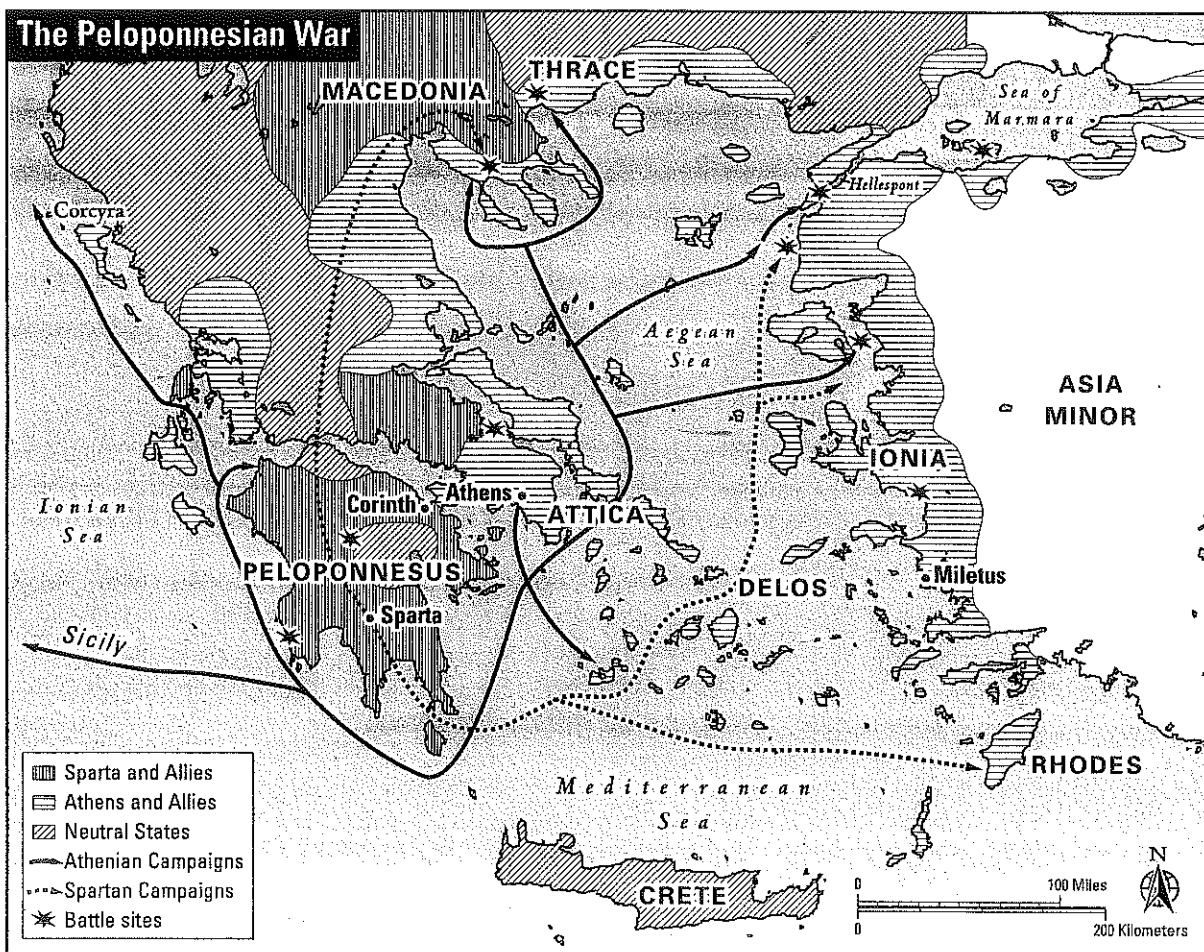 The Peloponnesian War
THRACE
MACEDONIA
Sea of
Marmara
Hellespont
Corcyra
Aegean
Sea
ASIA
MINOR
IONIA
Ionian
Sea
Corinth
Athens
ATTICA
PELOPONNESUS
Miletus
DELOS
Sparta
Sicily
RHODES
Mediterranean
Sea
CRETE
Sparta and Allies
Athens and Allies
Neutral States
Athenian Campaigns
Spartan Campaigns
Battle sites
N
0 100 Miles
0 200 Kilometers